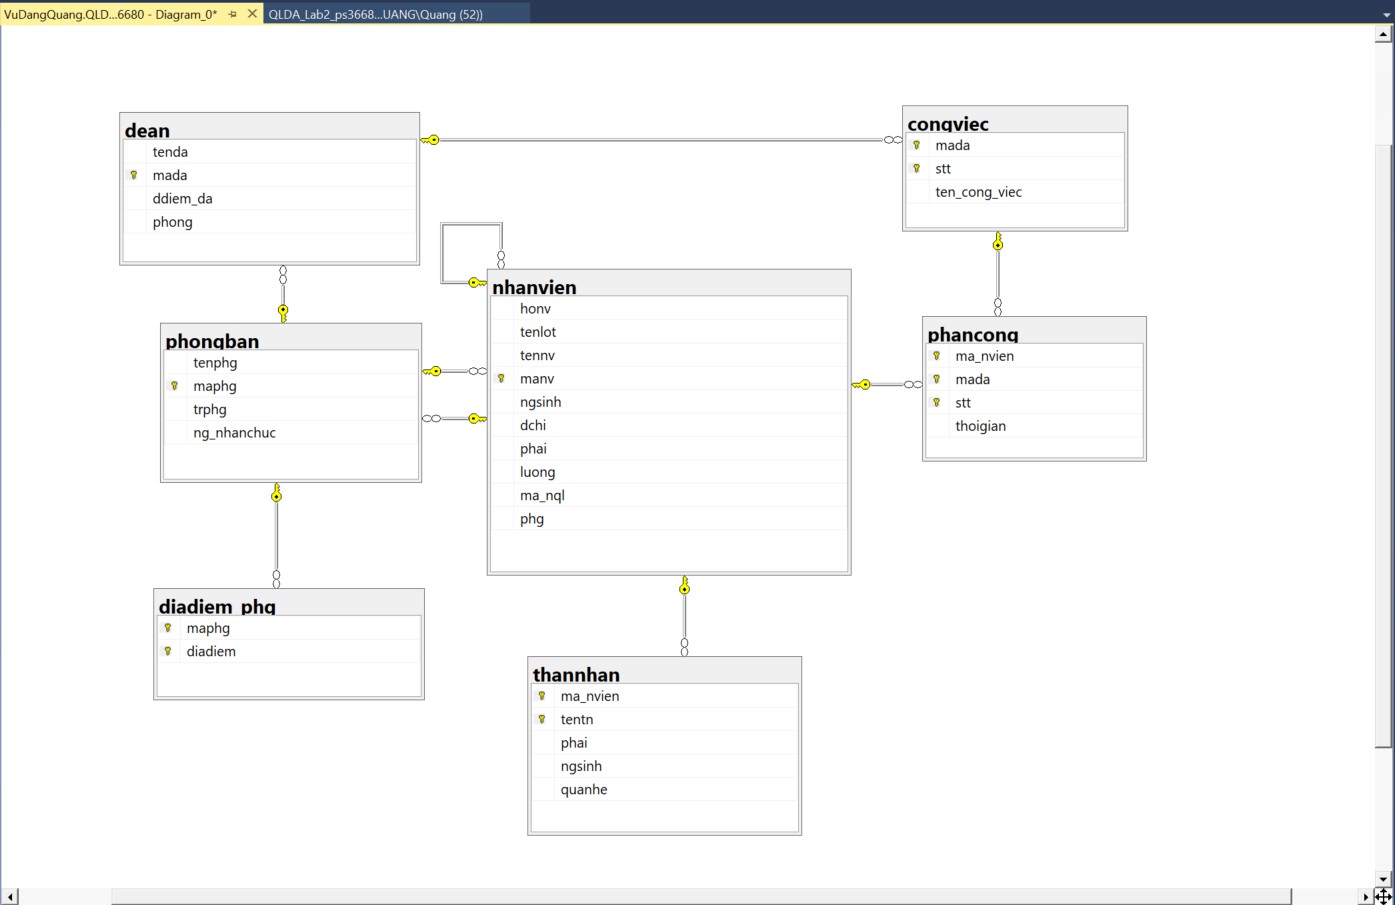 VuDangQuang.QLD...6680 - Diagram_0*
QLDA_Lab2_ps3668...UANG\Quang (52))
dean
tenda
mada
ddiem_da
phong
congviec
mada
stt
ten_cong_viec
nhanvien
honv
tenlot
tennv
manv
ngsinh
dchi
phai
luong
ma_nql
phg
phongban
tenphg
maphg
trphg
ng_nhanchuc
phancong
ma_nvien
mada
stt
thoigian
diadiem_phg
maphg
diadiem
thannhan
ma_nvien
tentn
phai
ngsinh
quanhe